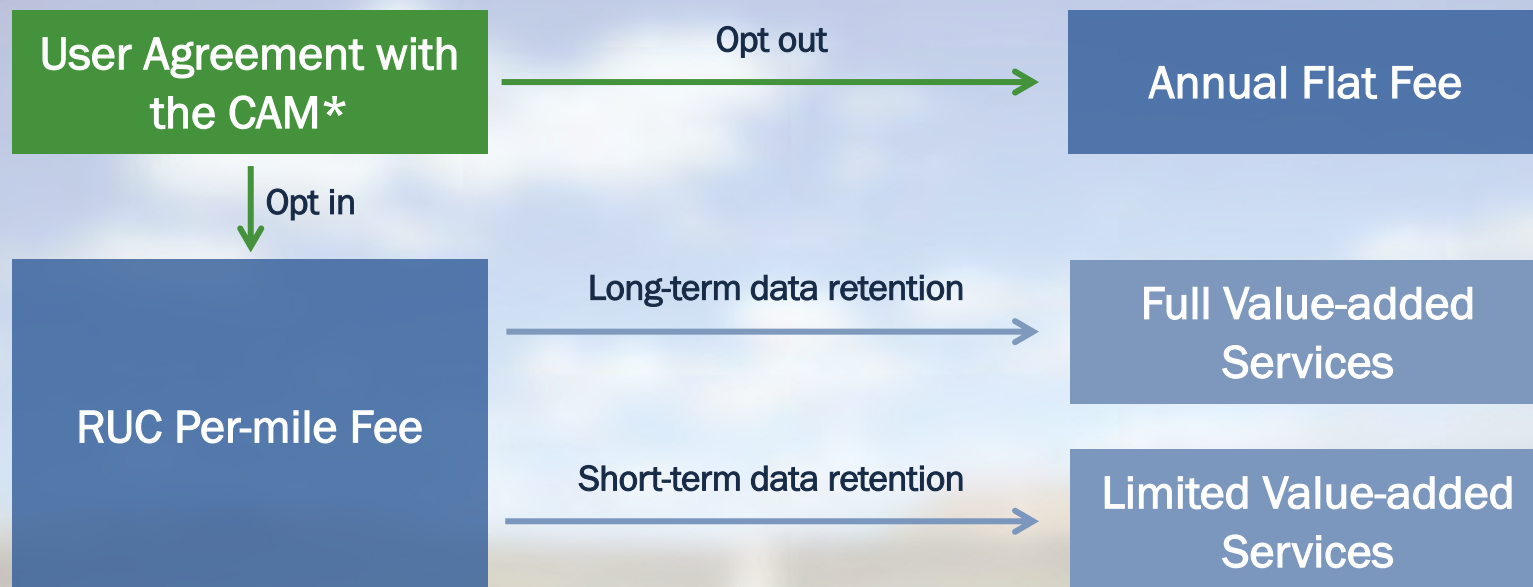 User Agreement with
the CAM*
Opt out
Annual Flat Fee
Opt in
RUC Per-mile Fee
Long-term data retention
Full Value-added
Services
Short-term data retention
Limited Value-added
Services